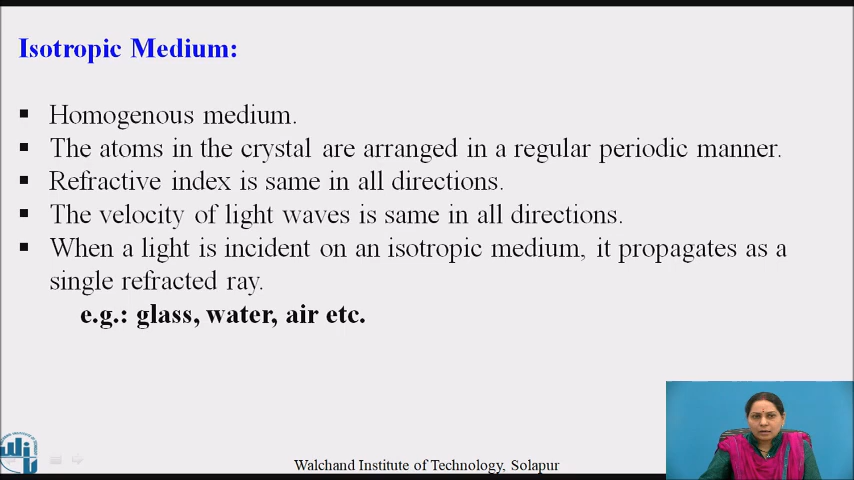 Isotropic Medium:
▪ Homogenous medium.
▪ The atoms in the crystal are arranged in a regular periodic manner.
▪ Refractive index is same in all directions.
▪ The velocity of light waves is same in all directions.
▪ When a light is incident on an isotropic medium, it propagates as a
single refracted ray.
e.g.: glass, water, air etc.
Walchand Institute of Technology, Solapur